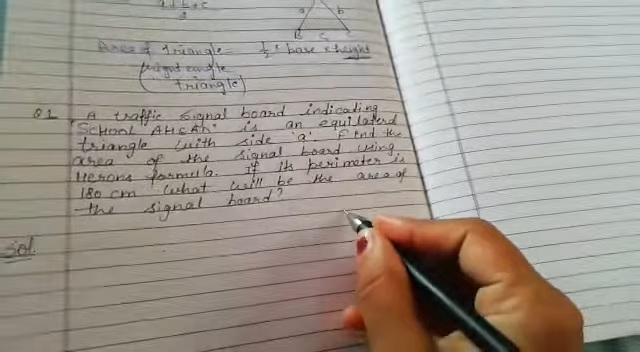 a b
B C
Area of triangle = 1/2 × base × height
(Right angle
triangle)
Q1 A traffic signal board indicating
"SCHOOL AHEAD" is an equilateral
triangle with side 'a'. Find the
area of the signal board using
Herons formula. If its perimeter is
180 cm what will be the area of
the signal board?
Sol.